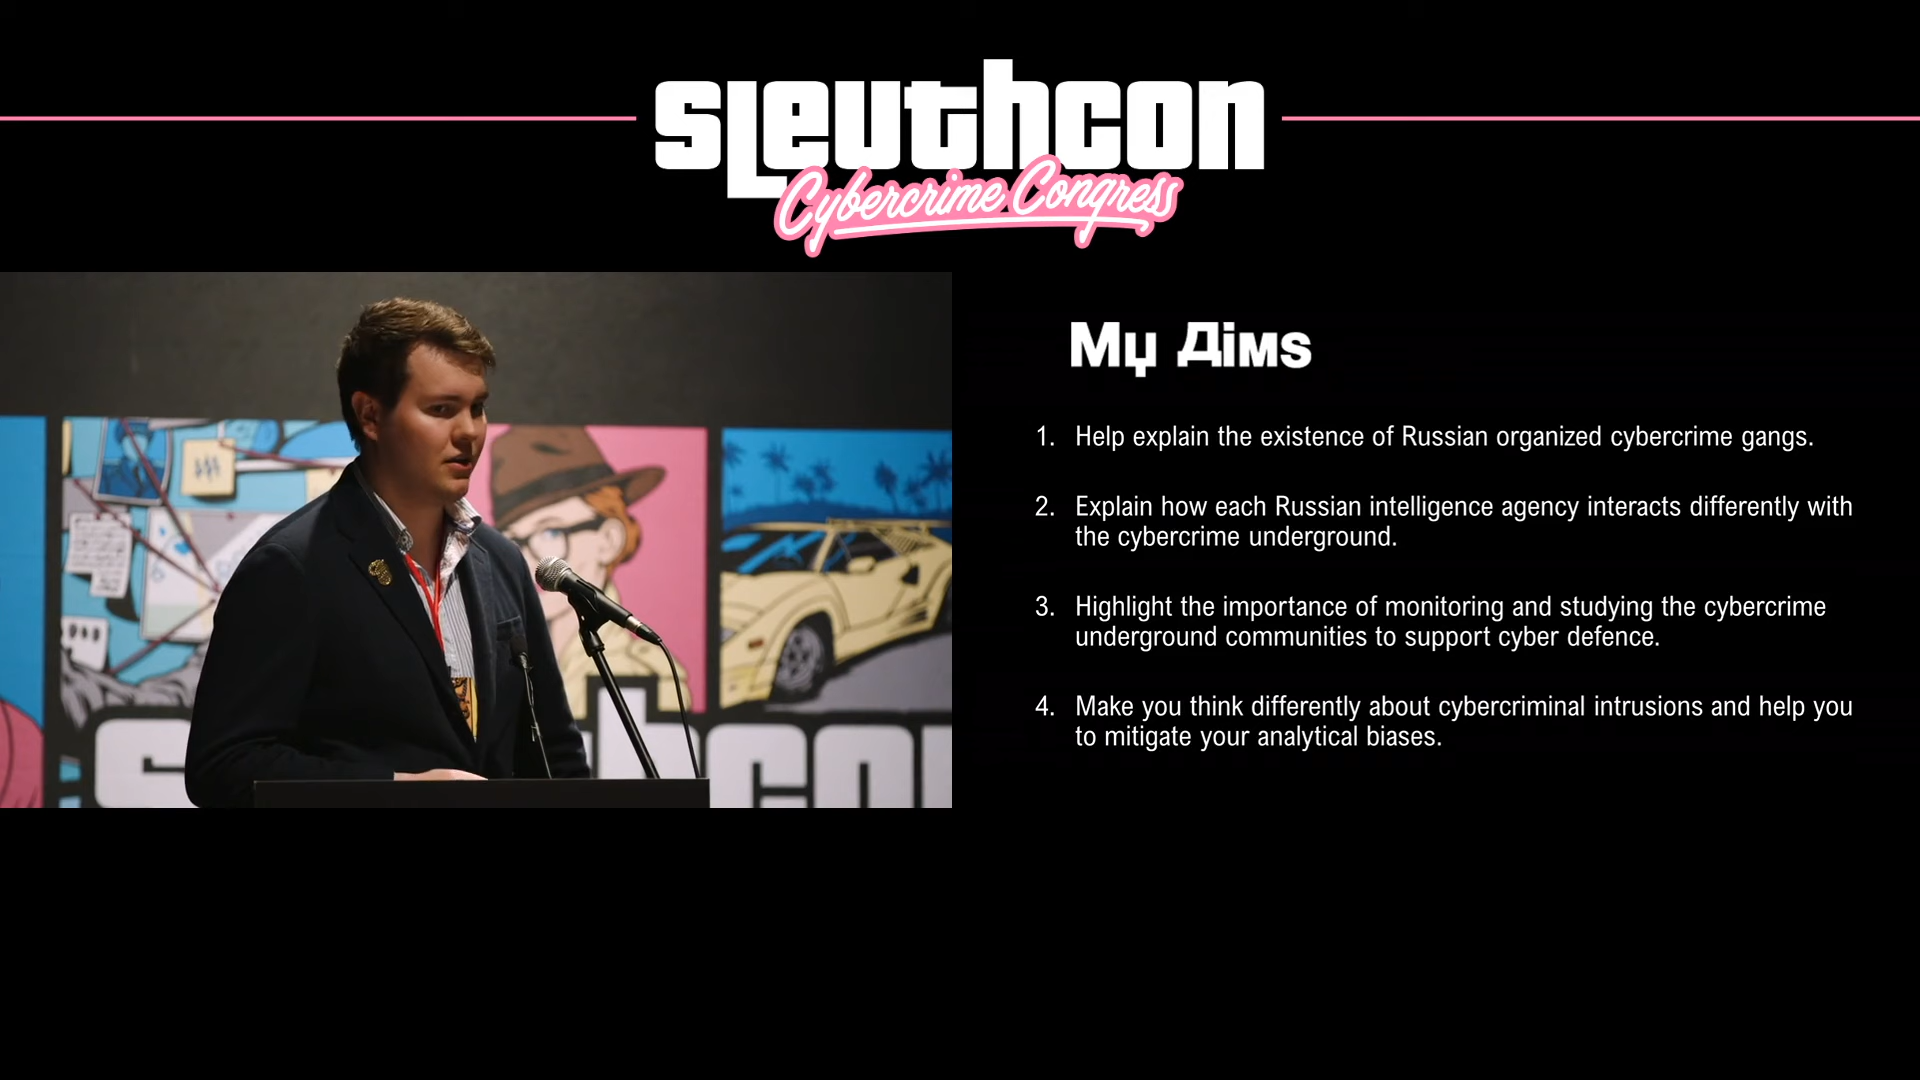 sleuthcon
Cybercrime Congress
My Aims
1. Help explain the existence of Russian organized cybercrime gangs.
2. Explain how each Russian intelligence agency interacts differently with
the cybercrime underground.
3. Highlight the importance of monitoring and studying the cybercrime
underground communities to support cyber defence.
4. Make you think differently about cybercriminal intrusions and help you
to mitigate your analytical biases.